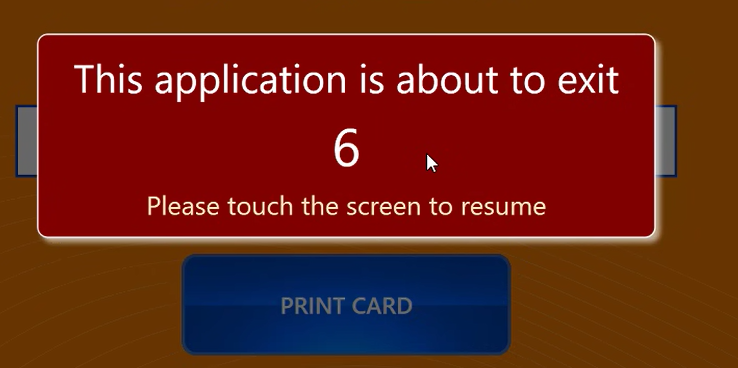 This application is about to exit
6
Please touch the screen to resume
PRINT CARD